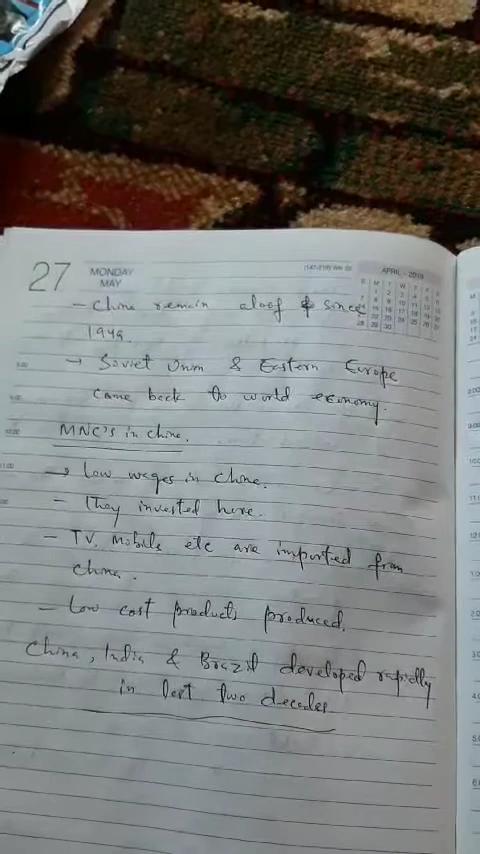 27 MONDAY
MAY
APRIL - 2019
- China remain aloof & since
1949.
→ Soviet Union & Eastern Europe
came back to world economy.
MNC's in China.
→ Low wages in China.
- They invested here.
- TV, Mobils etc are imported from
China.
- Low cost products produced.
China, India & Brazil developed rapidly
in last two decades